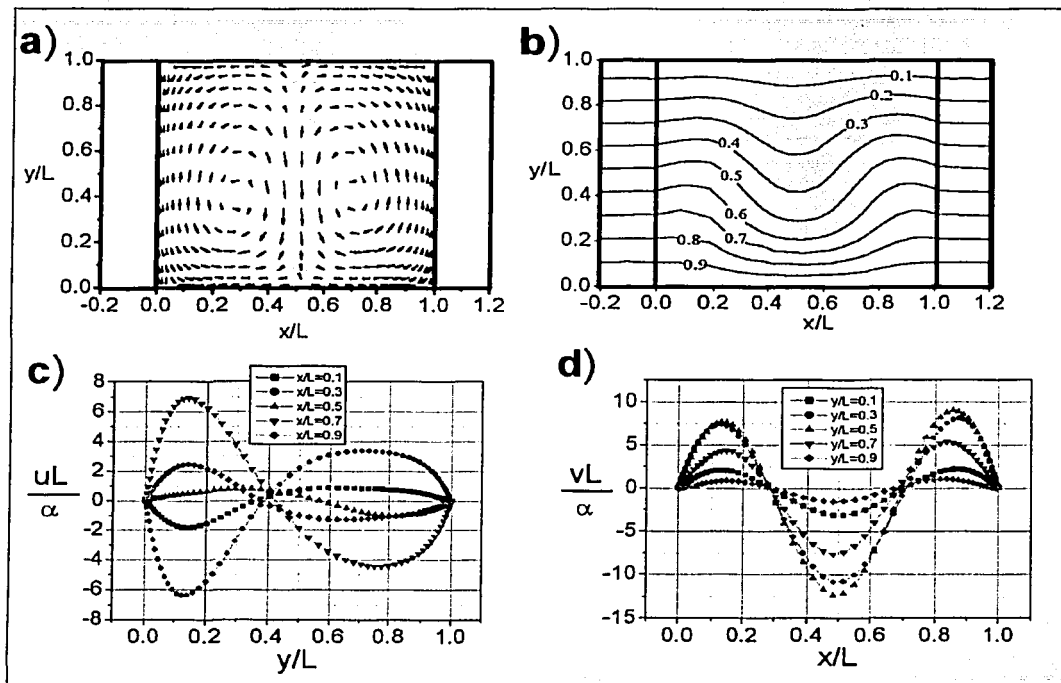 a)
1.0
0.8
0.6
y/L
0.4
0.2
0.0
-0.2 0.0 0.2 0.4 0.6 0.8 1.0 1.2
x/L
b)
1.0
0.8
0.6
y/L
0.4
0.2
0.0
0.1
0.2
0.3
0.4
0.5
0.6
0.7
0.8
0.9
-0.2 0.0 0.2 0.4 0.6 0.8 1.0 1.2
x/L
c)
8
6
4
2
0
-2
-4
-6
-8
uL
α
x/L=0.1
x/L=0.3
x/L=0.5
x/L=0.7
x/L=0.9
0.0 0.2 0.4 0.6 0.8 1.0
y/L
d)
10
5
0
-5
-10
-15
vL
α
y/L=0.1
y/L=0.3
y/L=0.5
y/L=0.7
y/L=0.9
0.0 0.2 0.4 0.6 0.8 1.0
x/L